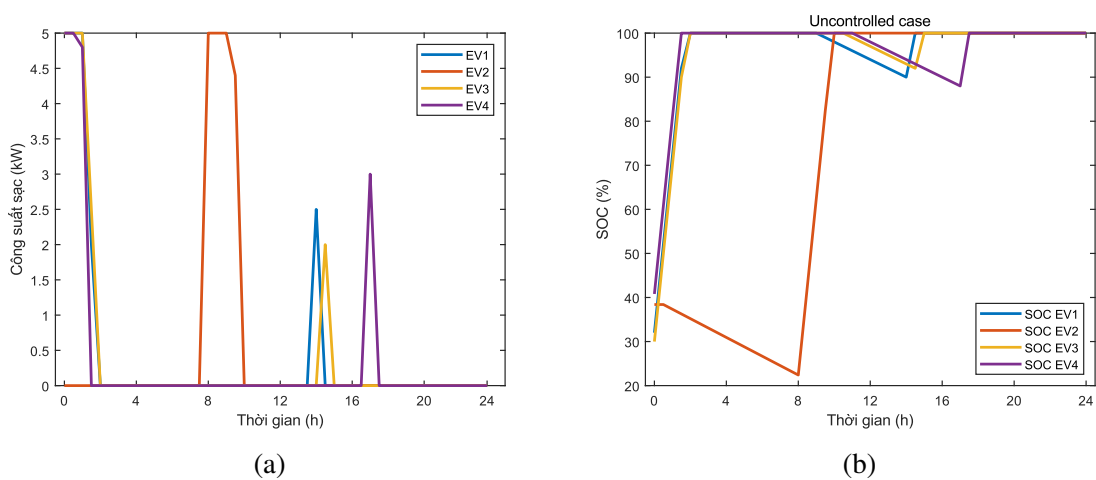 5
4.5
4
3.5
3
2.5
2
1.5
1
0.5
0
Công suất sạc (kW)
EV1
EV2
EV3
EV4
0 4 8 12 16 20 24
Thời gian (h)
(a)
Uncontrolled case
100
90
80
70
60
50
40
30
20
SOC (%)
SOC EV1
SOC EV2
SOC EV3
SOC EV4
0 4 8 12 16 20 24
Thời gian (h)
(b)